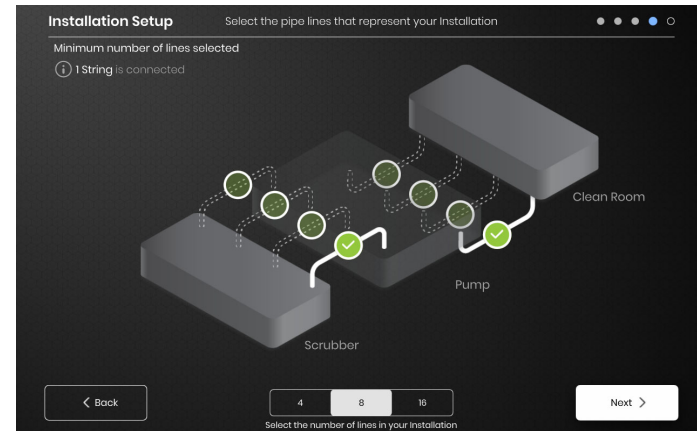 Installation Setup
Select the pipe lines that represent your Installation
Minimum number of lines selected
1 String is connected
Clean Room
Pump
Scrubber
Back
4 8 16
Next
Select the number of lines in your Installation